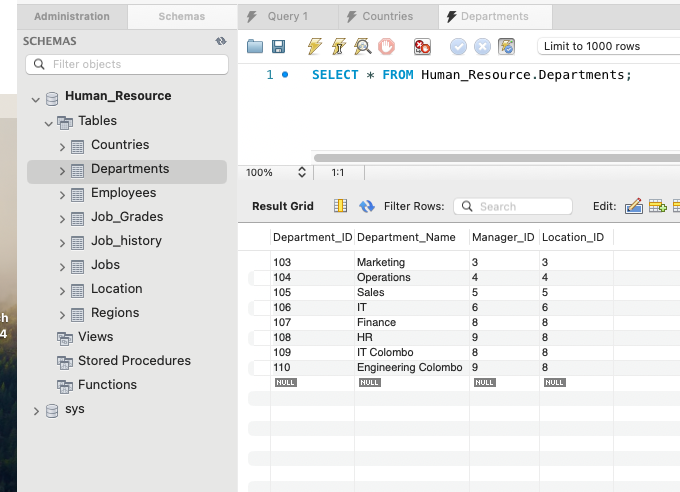 Administration Schemas Query 1 Countries Departments
SCHEMAS
Filter objects
Limit to 1000 rows
1 SELECT * FROM Human_Resource.Departments;
Human_Resource
Tables
Countries
Departments
Employees
Job_Grades
Job_history
Jobs
Location
Regions
Views
Stored Procedures
Functions
sys
100% 1:1
Result Grid Filter Rows: Search Edit:
Department_ID Department_Name Manager_ID Location_ID
103 Marketing 3 3
104 Operations 4 4
105 Sales 5 5
106 IT 6 6
107 Finance 8 8
108 HR 9 8
109 IT Colombo 8 8
110 Engineering Colombo 9 8
NULL NULL NULL NULL
h
4